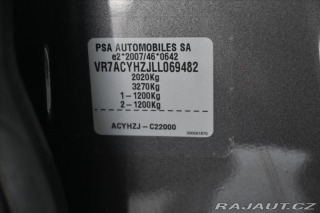 PSA AUTOMOBILES SA
e2*2007/46*0642
VR7ACYHZJLL069482
2020Kg
3270Kg
1-1200Kg
2-1200Kg
ACYHZJ-C22000
RAJAUT.CZ